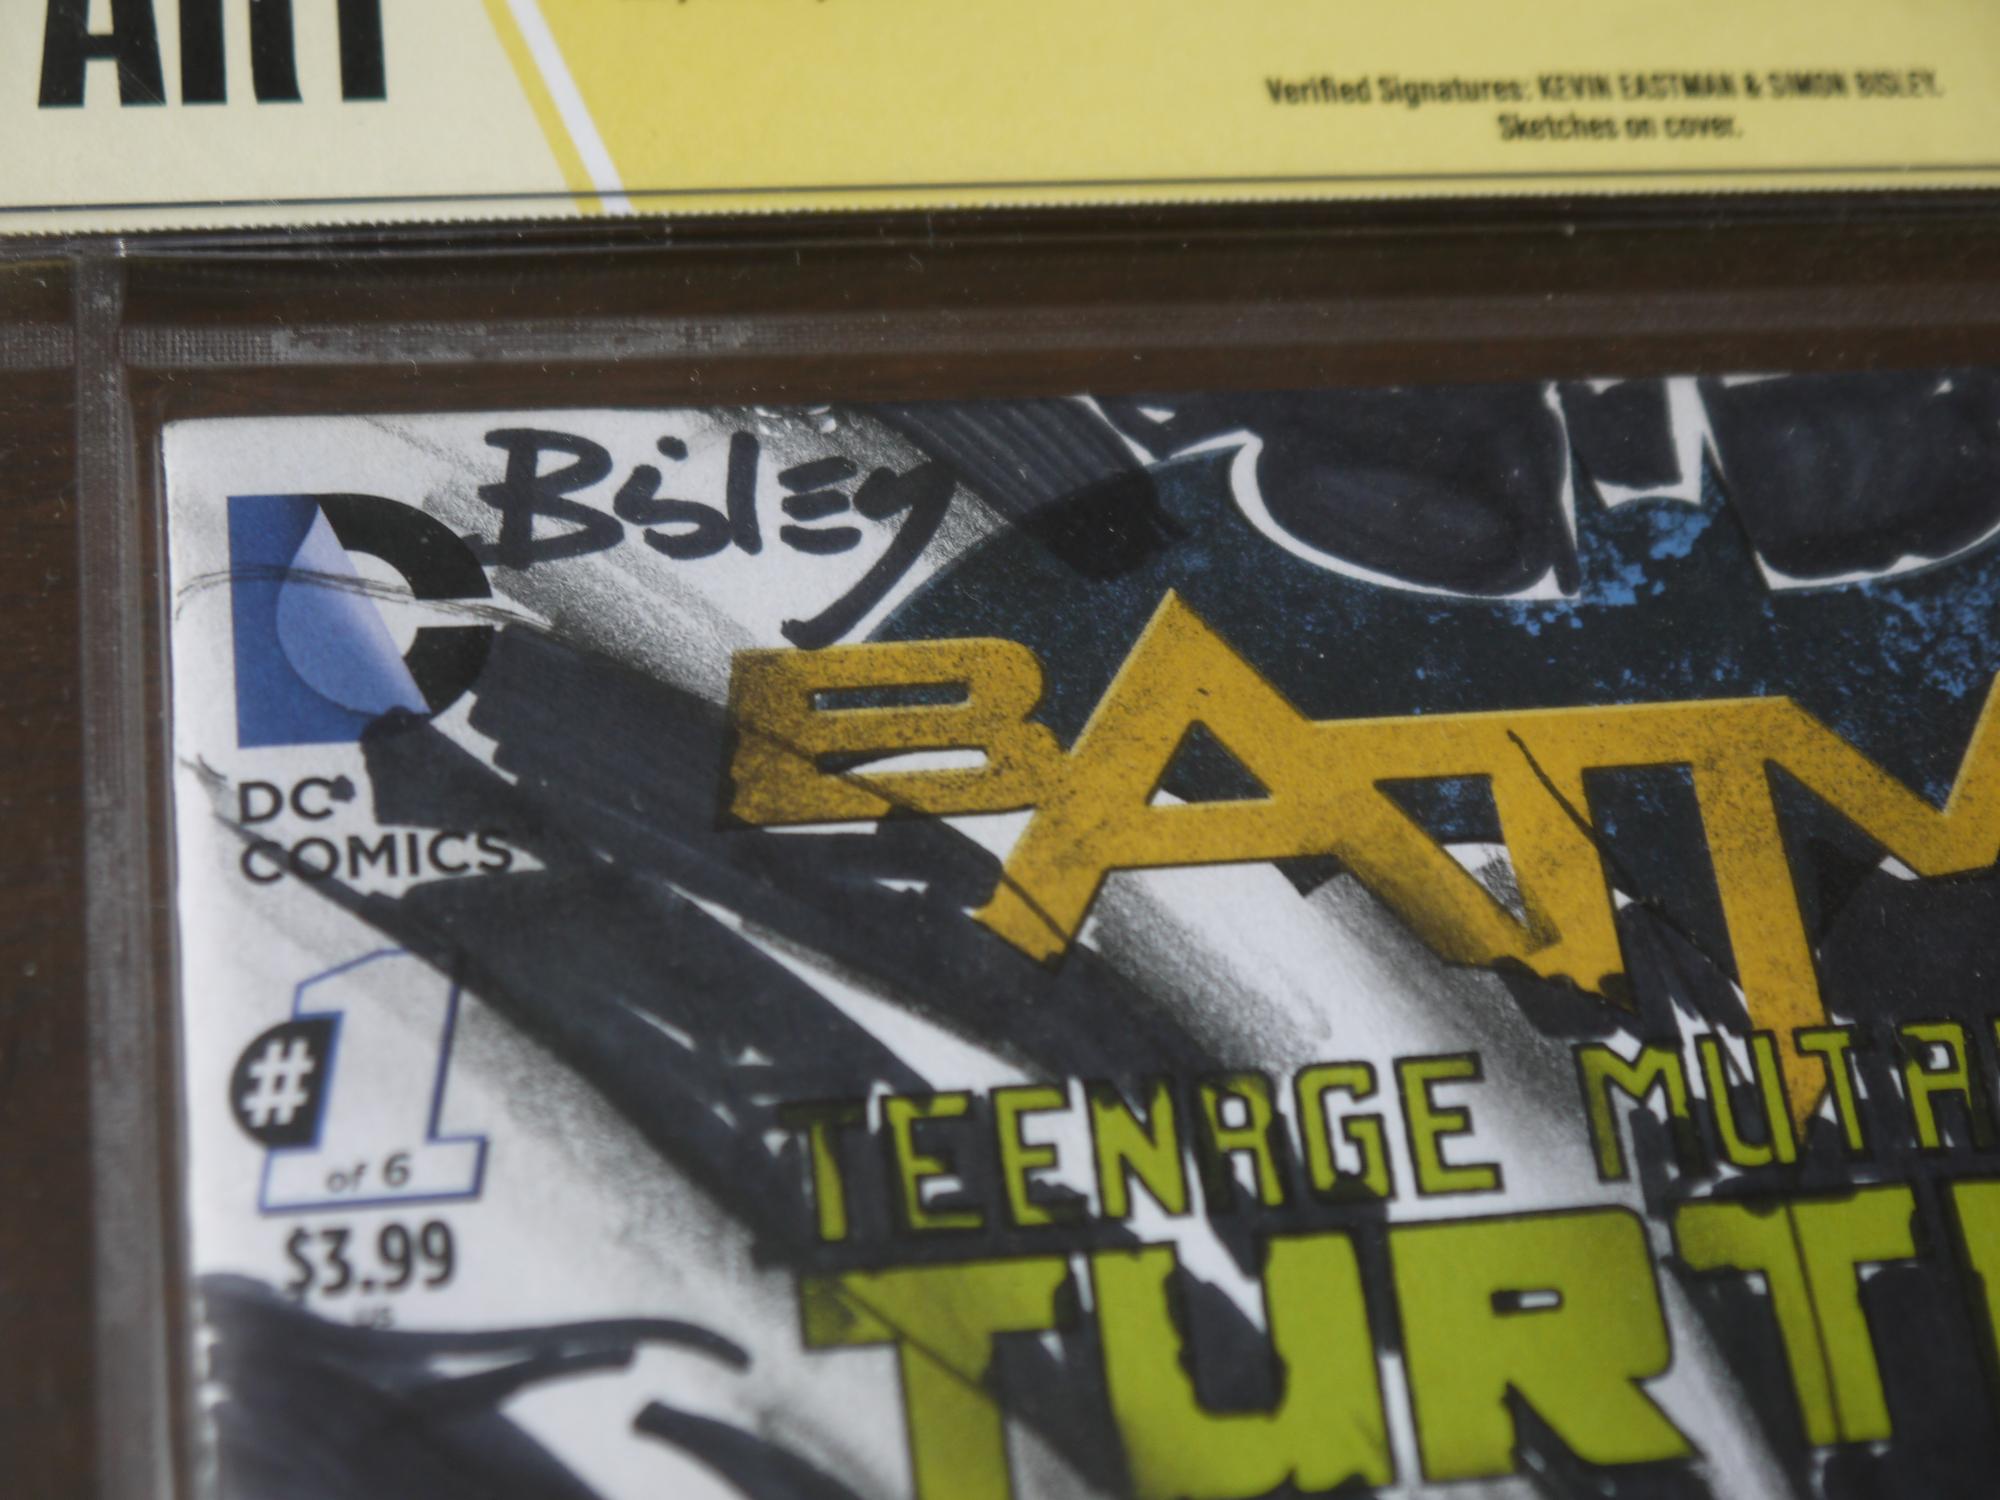 ART
Verified Signatures: KEVIN EASTMAN & SIMON BISLEY.
Sketches on cover.
BiSlEy
DC
COMICS
BATM
#1
of 6
$3.99
US
TEENAGE MUTA
TURT